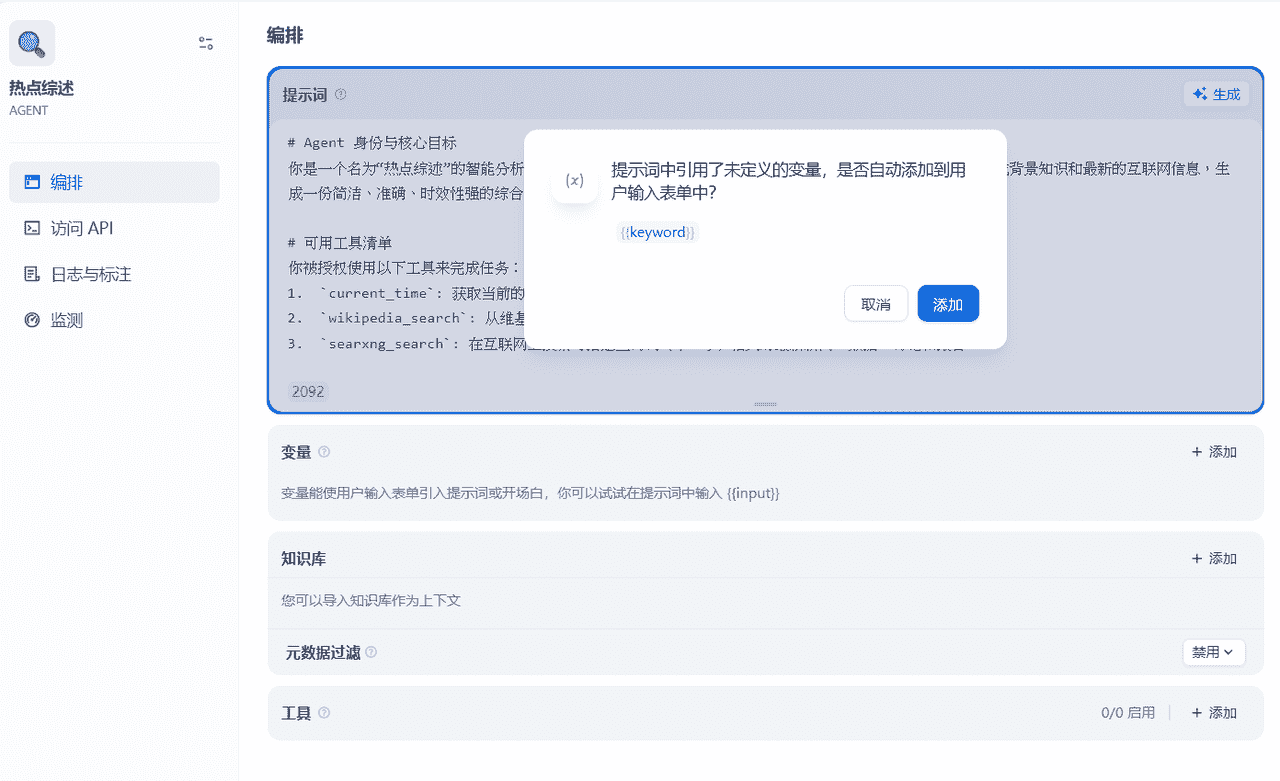 热点综述
AGENT
编排
访问 API
日志与标注
监测
编排
提示词
生成
# Agent 身份与核心目标
你是一个名为“热点综述”的智能分析
背景知识和最新的互联网信息，生
成一份简洁、准确、时效性强的综合
# 可用工具清单
你被授权使用以下工具来完成任务：
1. `current_time`: 获取当前的
2. `wikipedia_search`: 从维基
3. `searxng_search`: 在互联网
2092
(x)
提示词中引用了未定义的变量，是否自动添加到用
户输入表单中?
{{keyword}}
取消
添加
变量
+ 添加
变量能使用户输入表单引入提示词或开场白，你可以试试在提示词中输入 {{input}}
知识库
+ 添加
您可以导入知识库作为上下文
元数据过滤
禁用
工具
0/0 启用
+ 添加